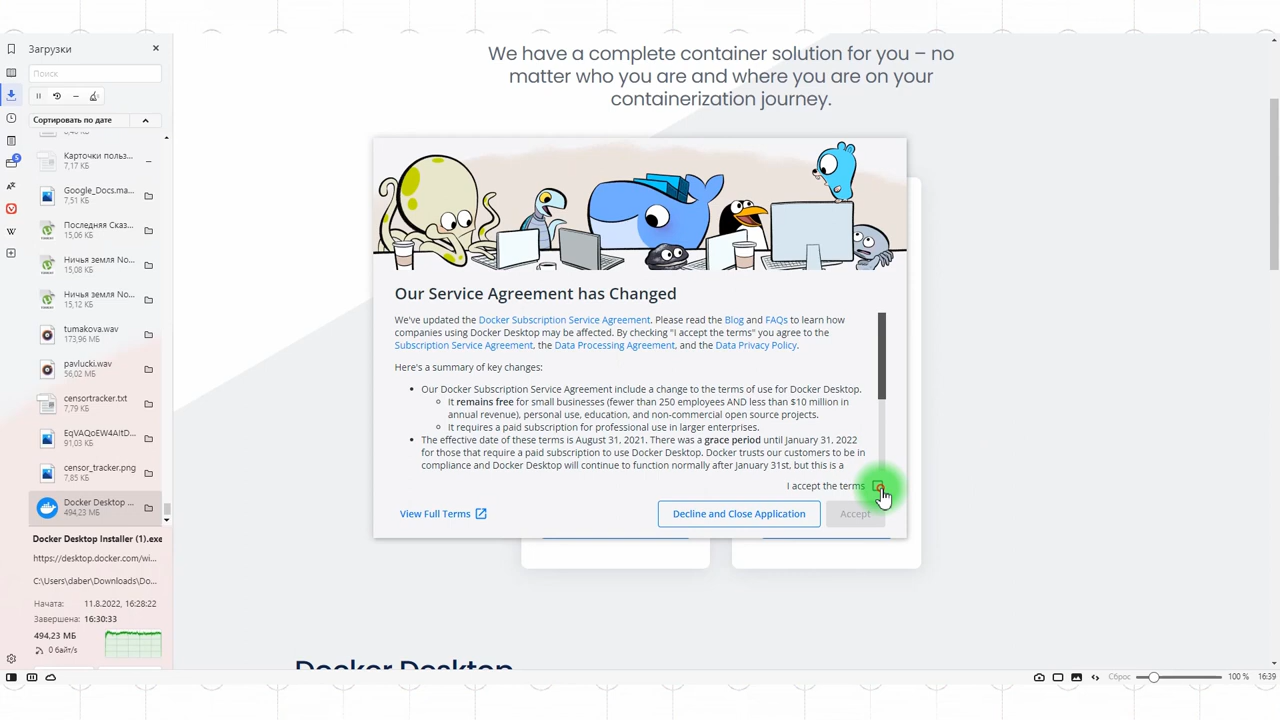 Загрузки
Поиск
Сортировать по дате
Карточки польз...
7,17 КБ
Google_Docs.ma...
7,51 КБ
Последняя Сказ...
15,06 КБ
Ничья земля No...
15,08 КБ
Ничья земля No...
15,12 КБ
tumakova.wav
173,96 МБ
pavlucki.wav
56,02 МБ
censortracker.txt
7,79 КБ
EqVAQoEW4AItD...
91,03 КБ
censor_tracker.png
7,85 КБ
Docker Desktop ...
494,23 МБ
Docker Desktop Installer (1).exe
https://desktop.docker.com/wi...
C:\Users\daber\Downloads\Do...
Начата: 11.8.2022, 16:28:22
Завершена: 16:30:33
494,23 МБ
0 байт/s
We have a complete container solution for you – no
matter who you are and where you are on your
containerization journey.
Our Service Agreement has Changed
We've updated the Docker Subscription Service Agreement. Please read the Blog and FAQs to learn how
companies using Docker Desktop may be affected. By checking "I accept the terms" you agree to the
Subscription Service Agreement, the Data Processing Agreement, and the Data Privacy Policy.
Here's a summary of key changes:
Our Docker Subscription Service Agreement include a change to the terms of use for Docker Desktop.
It remains free for small businesses (fewer than 250 employees AND less than $10 million in
annual revenue), personal use, education, and non-commercial open source projects.
It requires a paid subscription for professional use in larger enterprises.
The effective date of these terms is August 31, 2021. There was a grace period until January 31, 2022
for those that require a paid subscription to use Docker Desktop. Docker trusts our customers to be in
compliance and Docker Desktop will continue to function normally after January 31st, but this is a
I accept the terms
View Full Terms
Decline and Close Application
Accept
Docker Desktop
5
Сброс
100 %
16:39